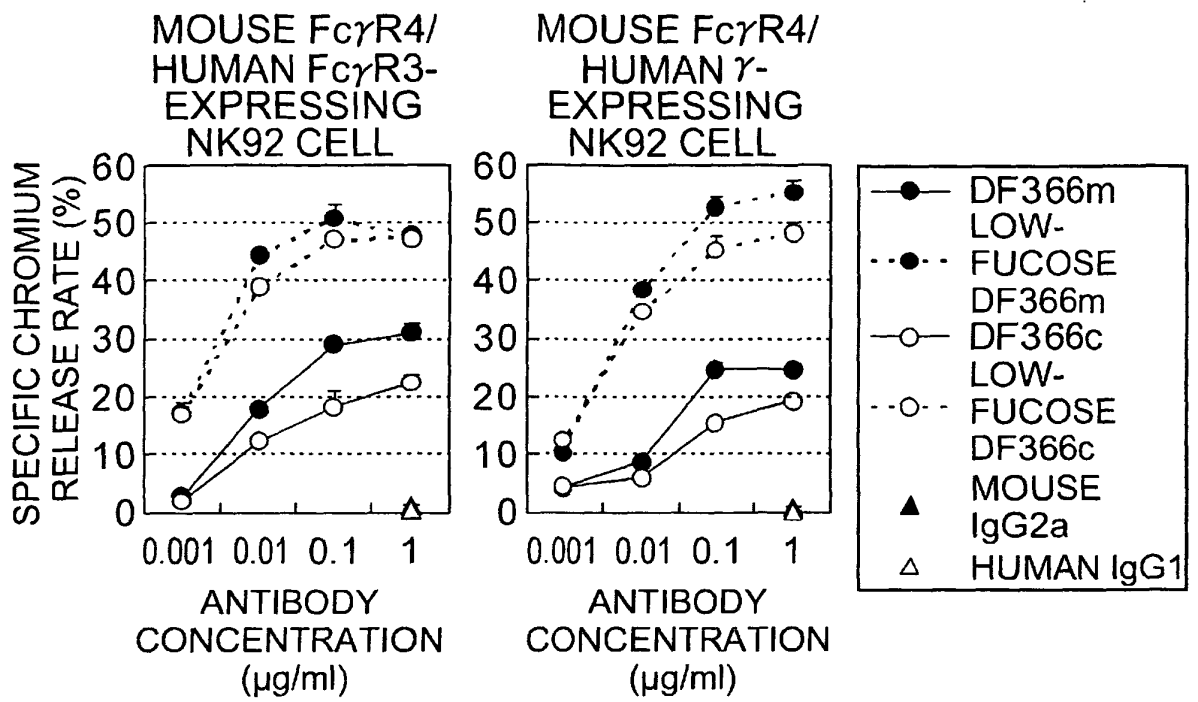 MOUSE FcγR4/
HUMAN FcγR3-
EXPRESSING
NK92 CELL
MOUSE FcγR4/
HUMAN γ-
EXPRESSING
NK92 CELL
SPECIFIC CHROMIUM
RELEASE RATE (%)
60
50
40
30
20
10
0
0.001 0.01 0.1 1
ANTIBODY
CONCENTRATION
(µg/ml)
60
50
40
30
20
10
0
0.001 0.01 0.1 1
ANTIBODY
CONCENTRATION
(µg/ml)
DF366m
LOW-
FUCOSE
DF366m
DF366c
LOW-
FUCOSE
DF366c
MOUSE
IgG2a
HUMAN IgG1